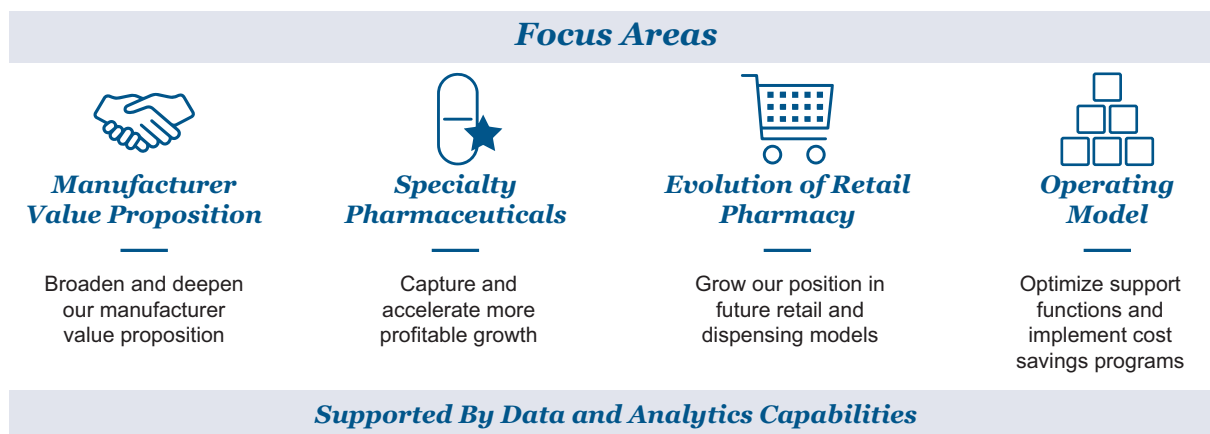 Focus Areas
Manufacturer
Value Proposition
Broaden and deepen
our manufacturer
value proposition
Specialty
Pharmaceuticals
Capture and
accelerate more
profitable growth
Evolution of Retail
Pharmacy
Grow our position in
future retail and
dispensing models
Operating
Model
Optimize support
functions and
implement cost
savings programs
Supported By Data and Analytics Capabilities